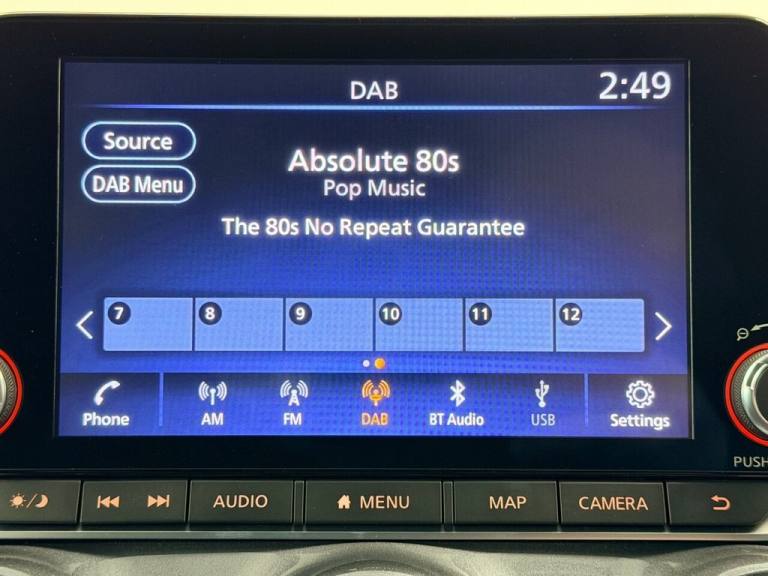 DAB
2:49
Source
Absolute 80s
DAB Menu
Pop Music
The 80s No Repeat Guarantee
7 8 9 10 11 12
Phone AM FM DAB BT Audio USB Settings
PUSH
AUDIO MENU MAP CAMERA